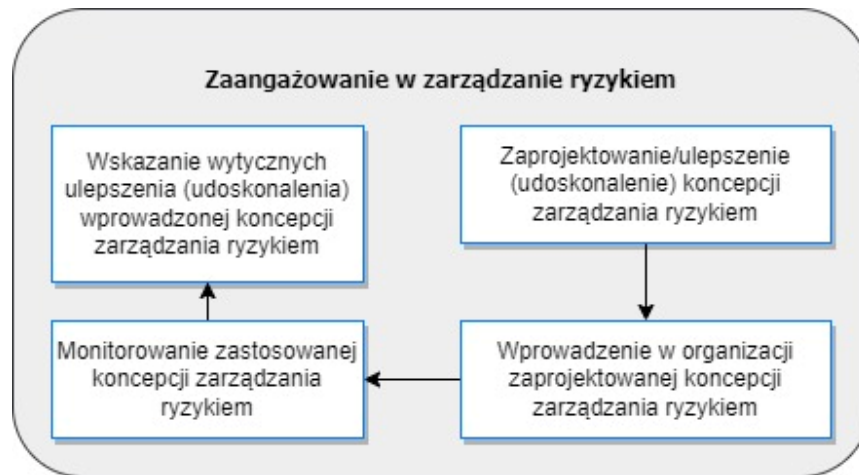 Zaangażowanie w zarządzanie ryzykiem
Wskazanie wytycznych
ulepszenia (udoskonalenia)
wprowadzonej koncepcji
zarządzania ryzykiem
Zaprojektowanie/ulepszenie
(udoskonalenie) koncepcji
zarządzania ryzykiem
Monitorowanie zastosowanej
koncepcji zarządzania
ryzykiem
Wprowadzenie w organizacji
zaprojektowanej koncepcji
zarządzania ryzykiem